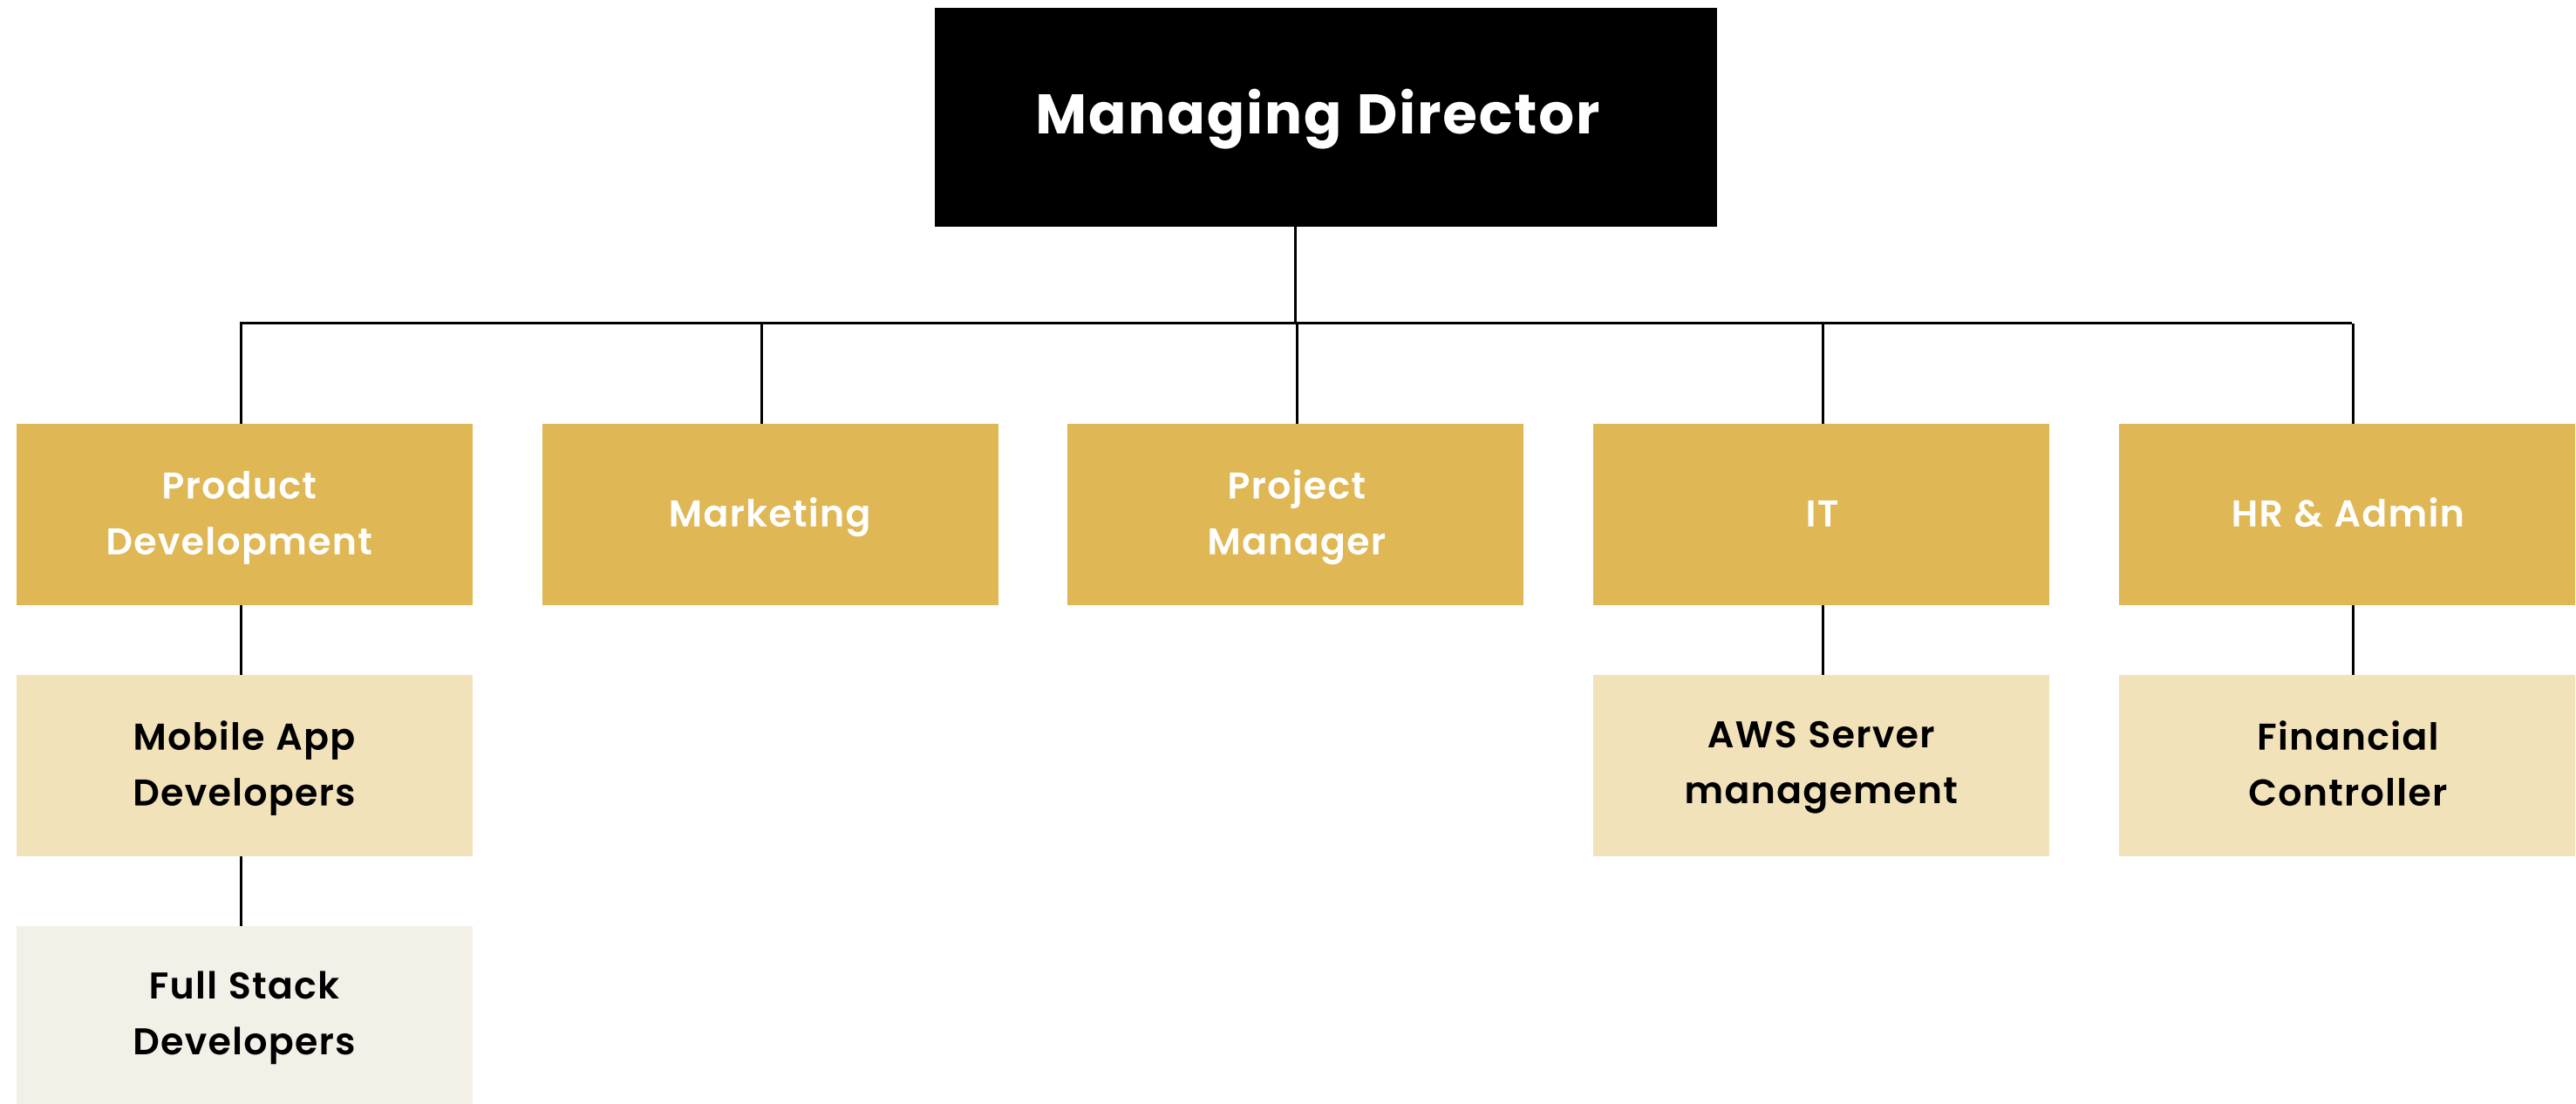 Managing Director
Product
Development
Marketing
Project
Manager
IT
HR & Admin
Mobile App
Developers
AWS Server
management
Financial
Controller
Full Stack
Developers